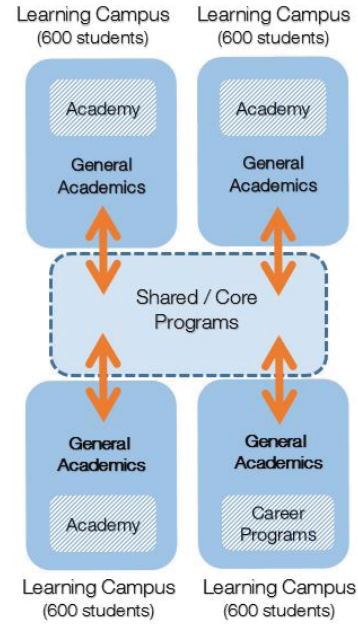 Learning Campus
(600 students)
Learning Campus
(600 students)
Academy
General
Academics
Academy
General
Academics
Shared / Core
Programs
General
Academics
Academy
General
Academics
Career
Programs
Learning Campus
(600 students)
Learning Campus
(600 students)